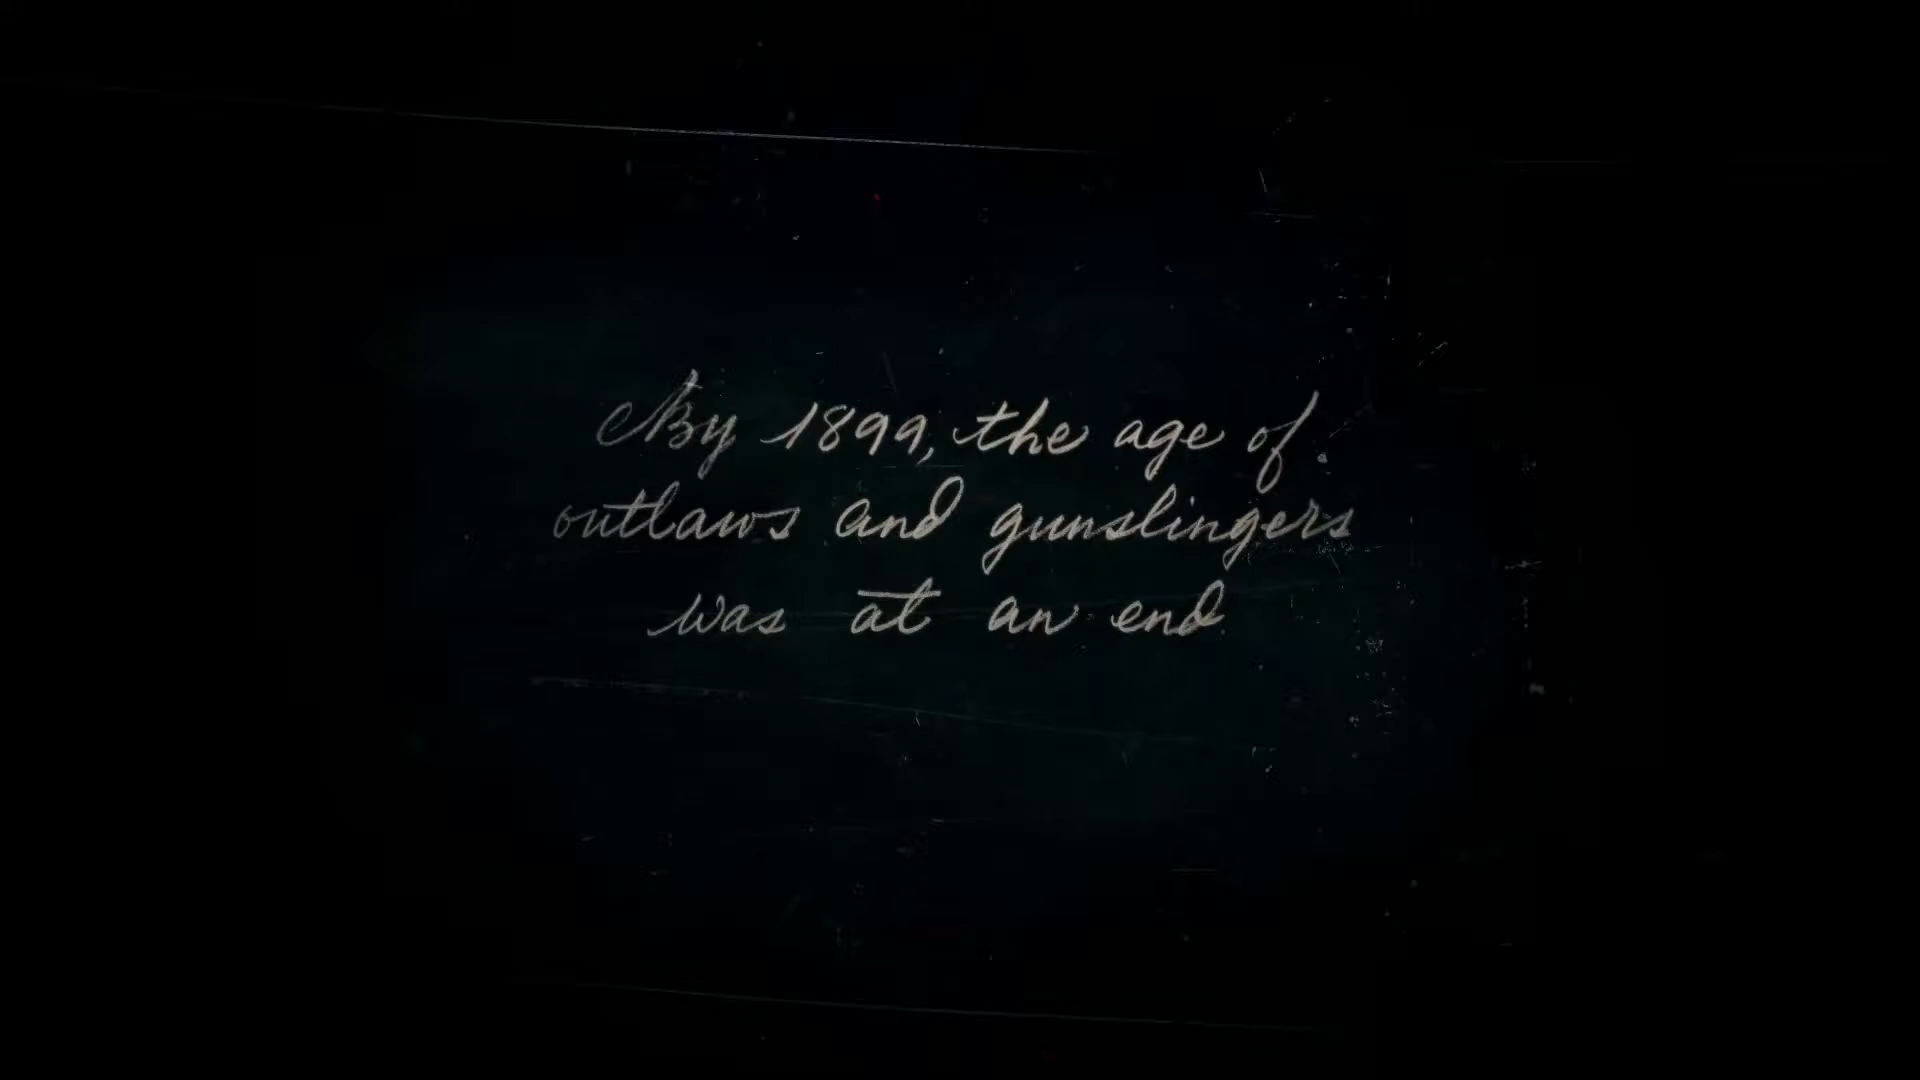 By 1899, the age of
outlaws and gunslingers
was at an end